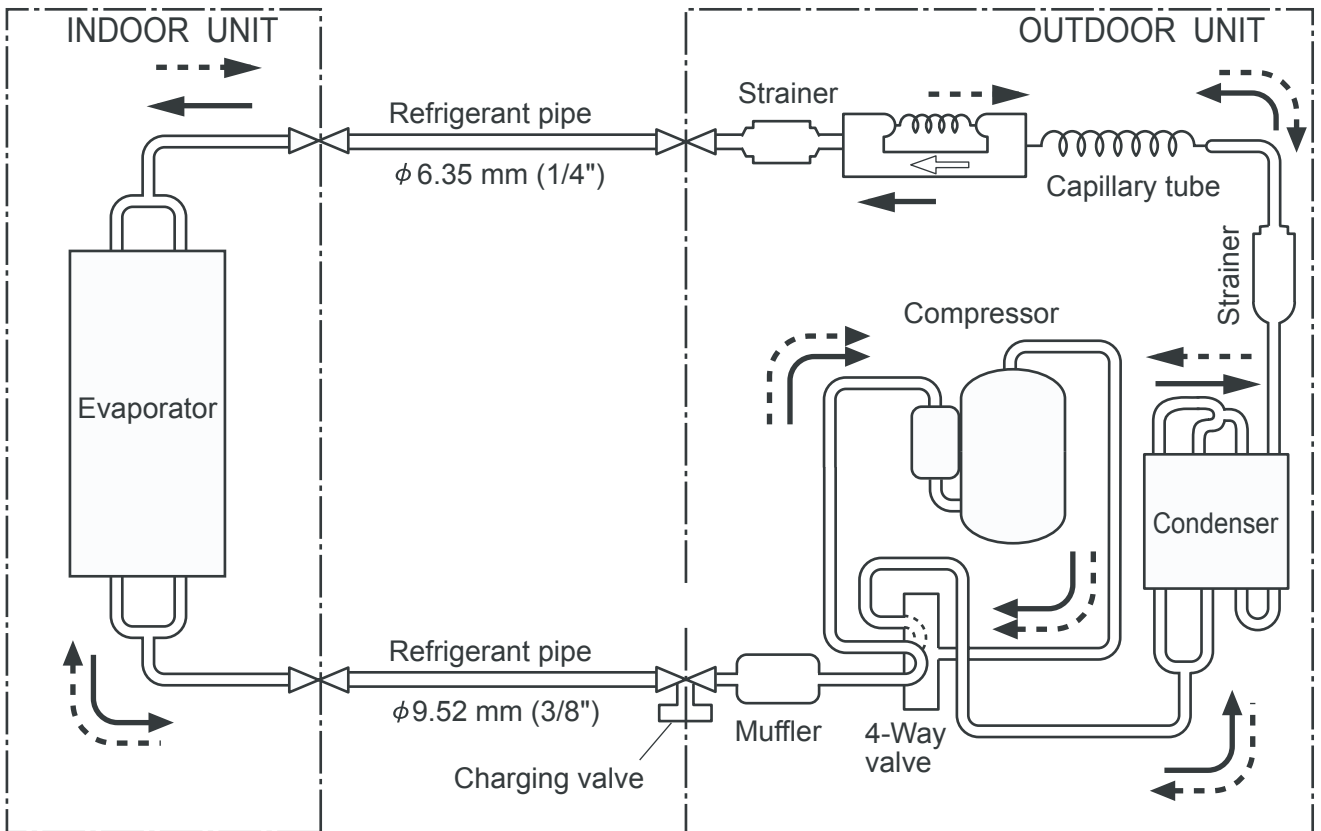 INDOOR UNIT
OUTDOOR UNIT
Refrigerant pipe
ϕ6.35 mm (1/4")
Strainer
Capillary tube
Strainer
Compressor
Evaporator
Condenser
Refrigerant pipe
ϕ9.52 mm (3/8")
Muffler
4-Way
valve
Charging valve